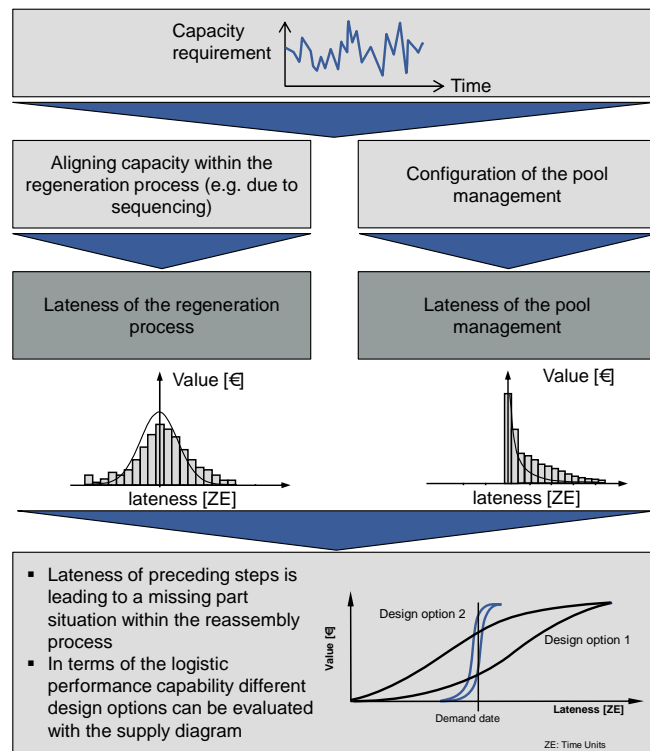 Capacity
requirement
Time
Aligning capacity within the
regeneration process (e.g. due to
sequencing)
Configuration of the pool
management
Lateness of the regeneration
process
Lateness of the pool
management
Value [€]
lateness [ZE]
Value [€]
lateness [ZE]
▪ Lateness of preceding steps is
leading to a missing part
situation within the reassembly
process
▪ In terms of the logistic
performance capability different
design options can be evaluated
with the supply diagram
Value [€]
Design option 2
Design option 1
Demand date
Lateness [ZE]
ZE: Time Units